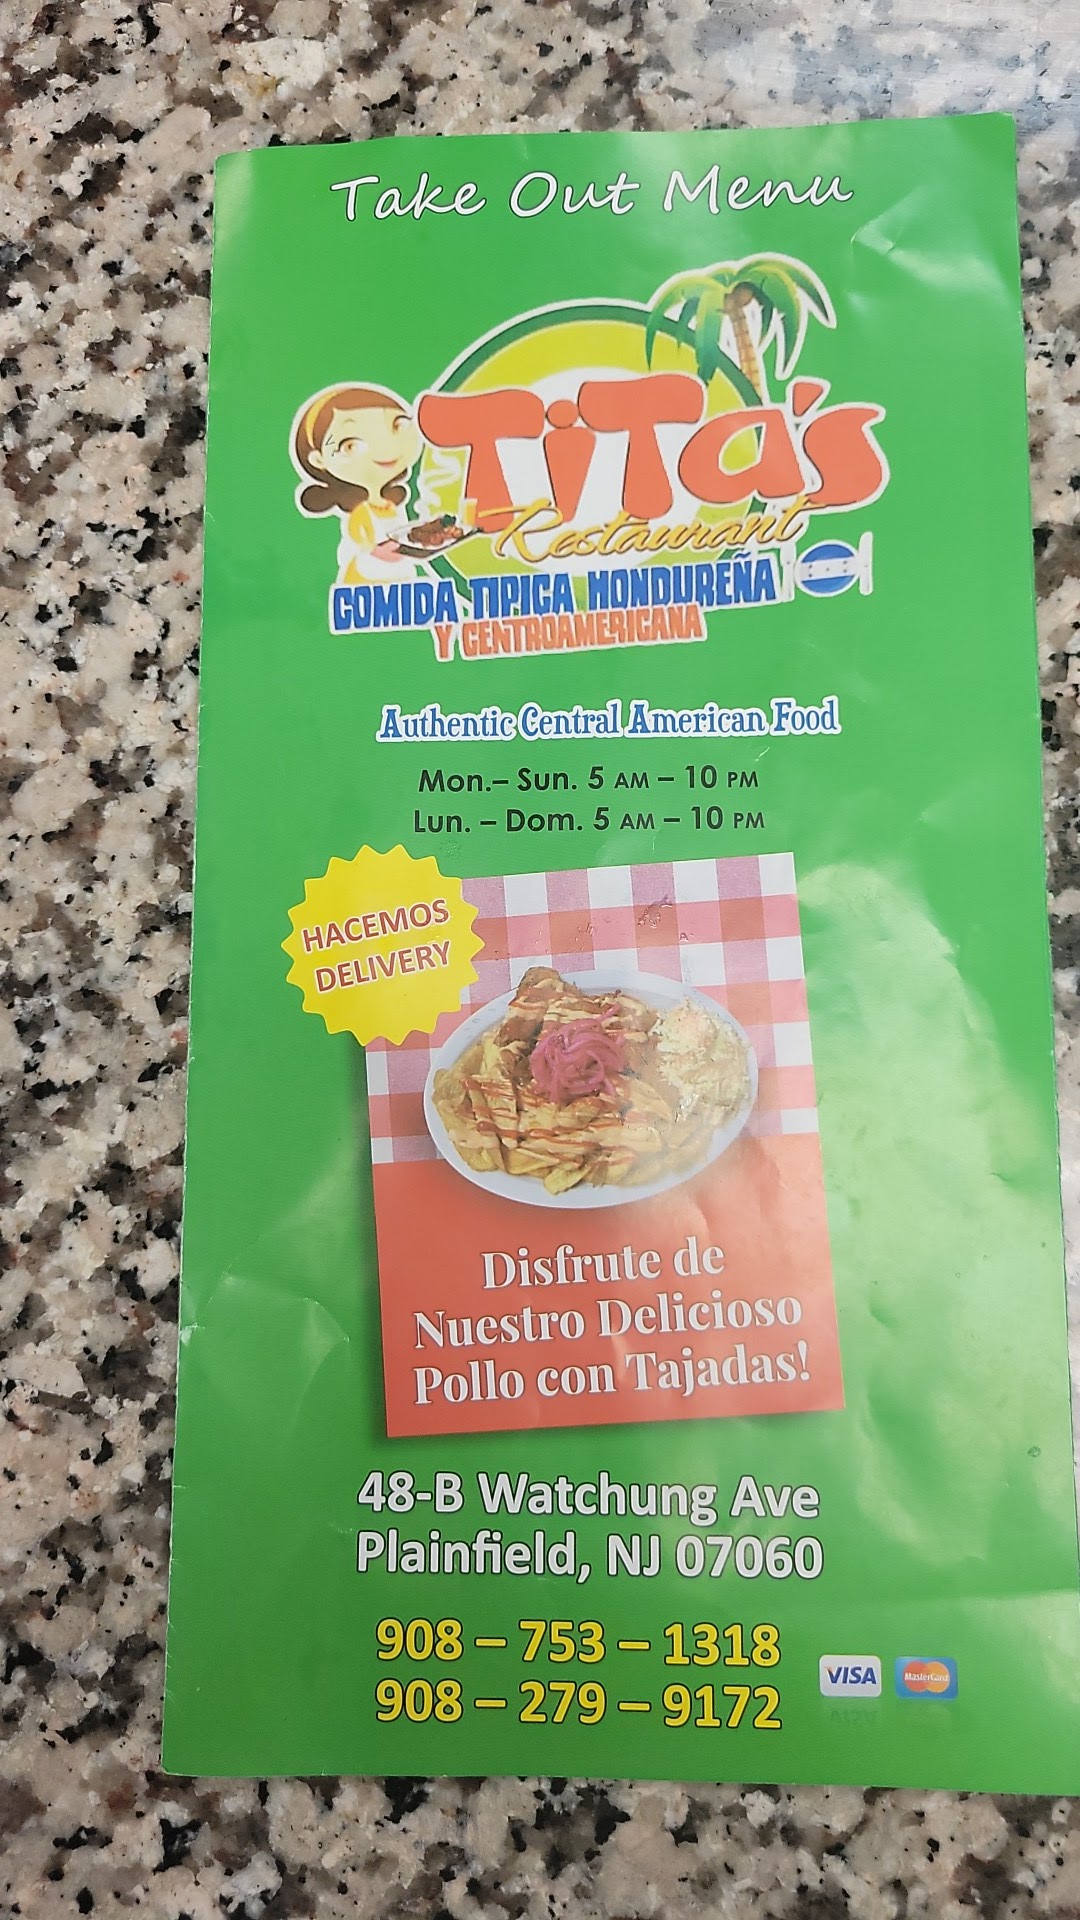 Take Out Menu
TiTa's
Restaurant
COMIDA TIPICA HONDUREÑA
Y CENTROAMERICANA
Authentic Central American Food
Mon.– Sun. 5 AM – 10 PM
Lun. – Dom. 5 AM – 10 PM
HACEMOS
DELIVERY
Disfrute de
Nuestro Delicioso
Pollo con Tajadas!
48-B Watchung Ave
Plainfield, NJ 07060
908 – 753 – 1318
908 – 279 – 9172
VISA MasterCard